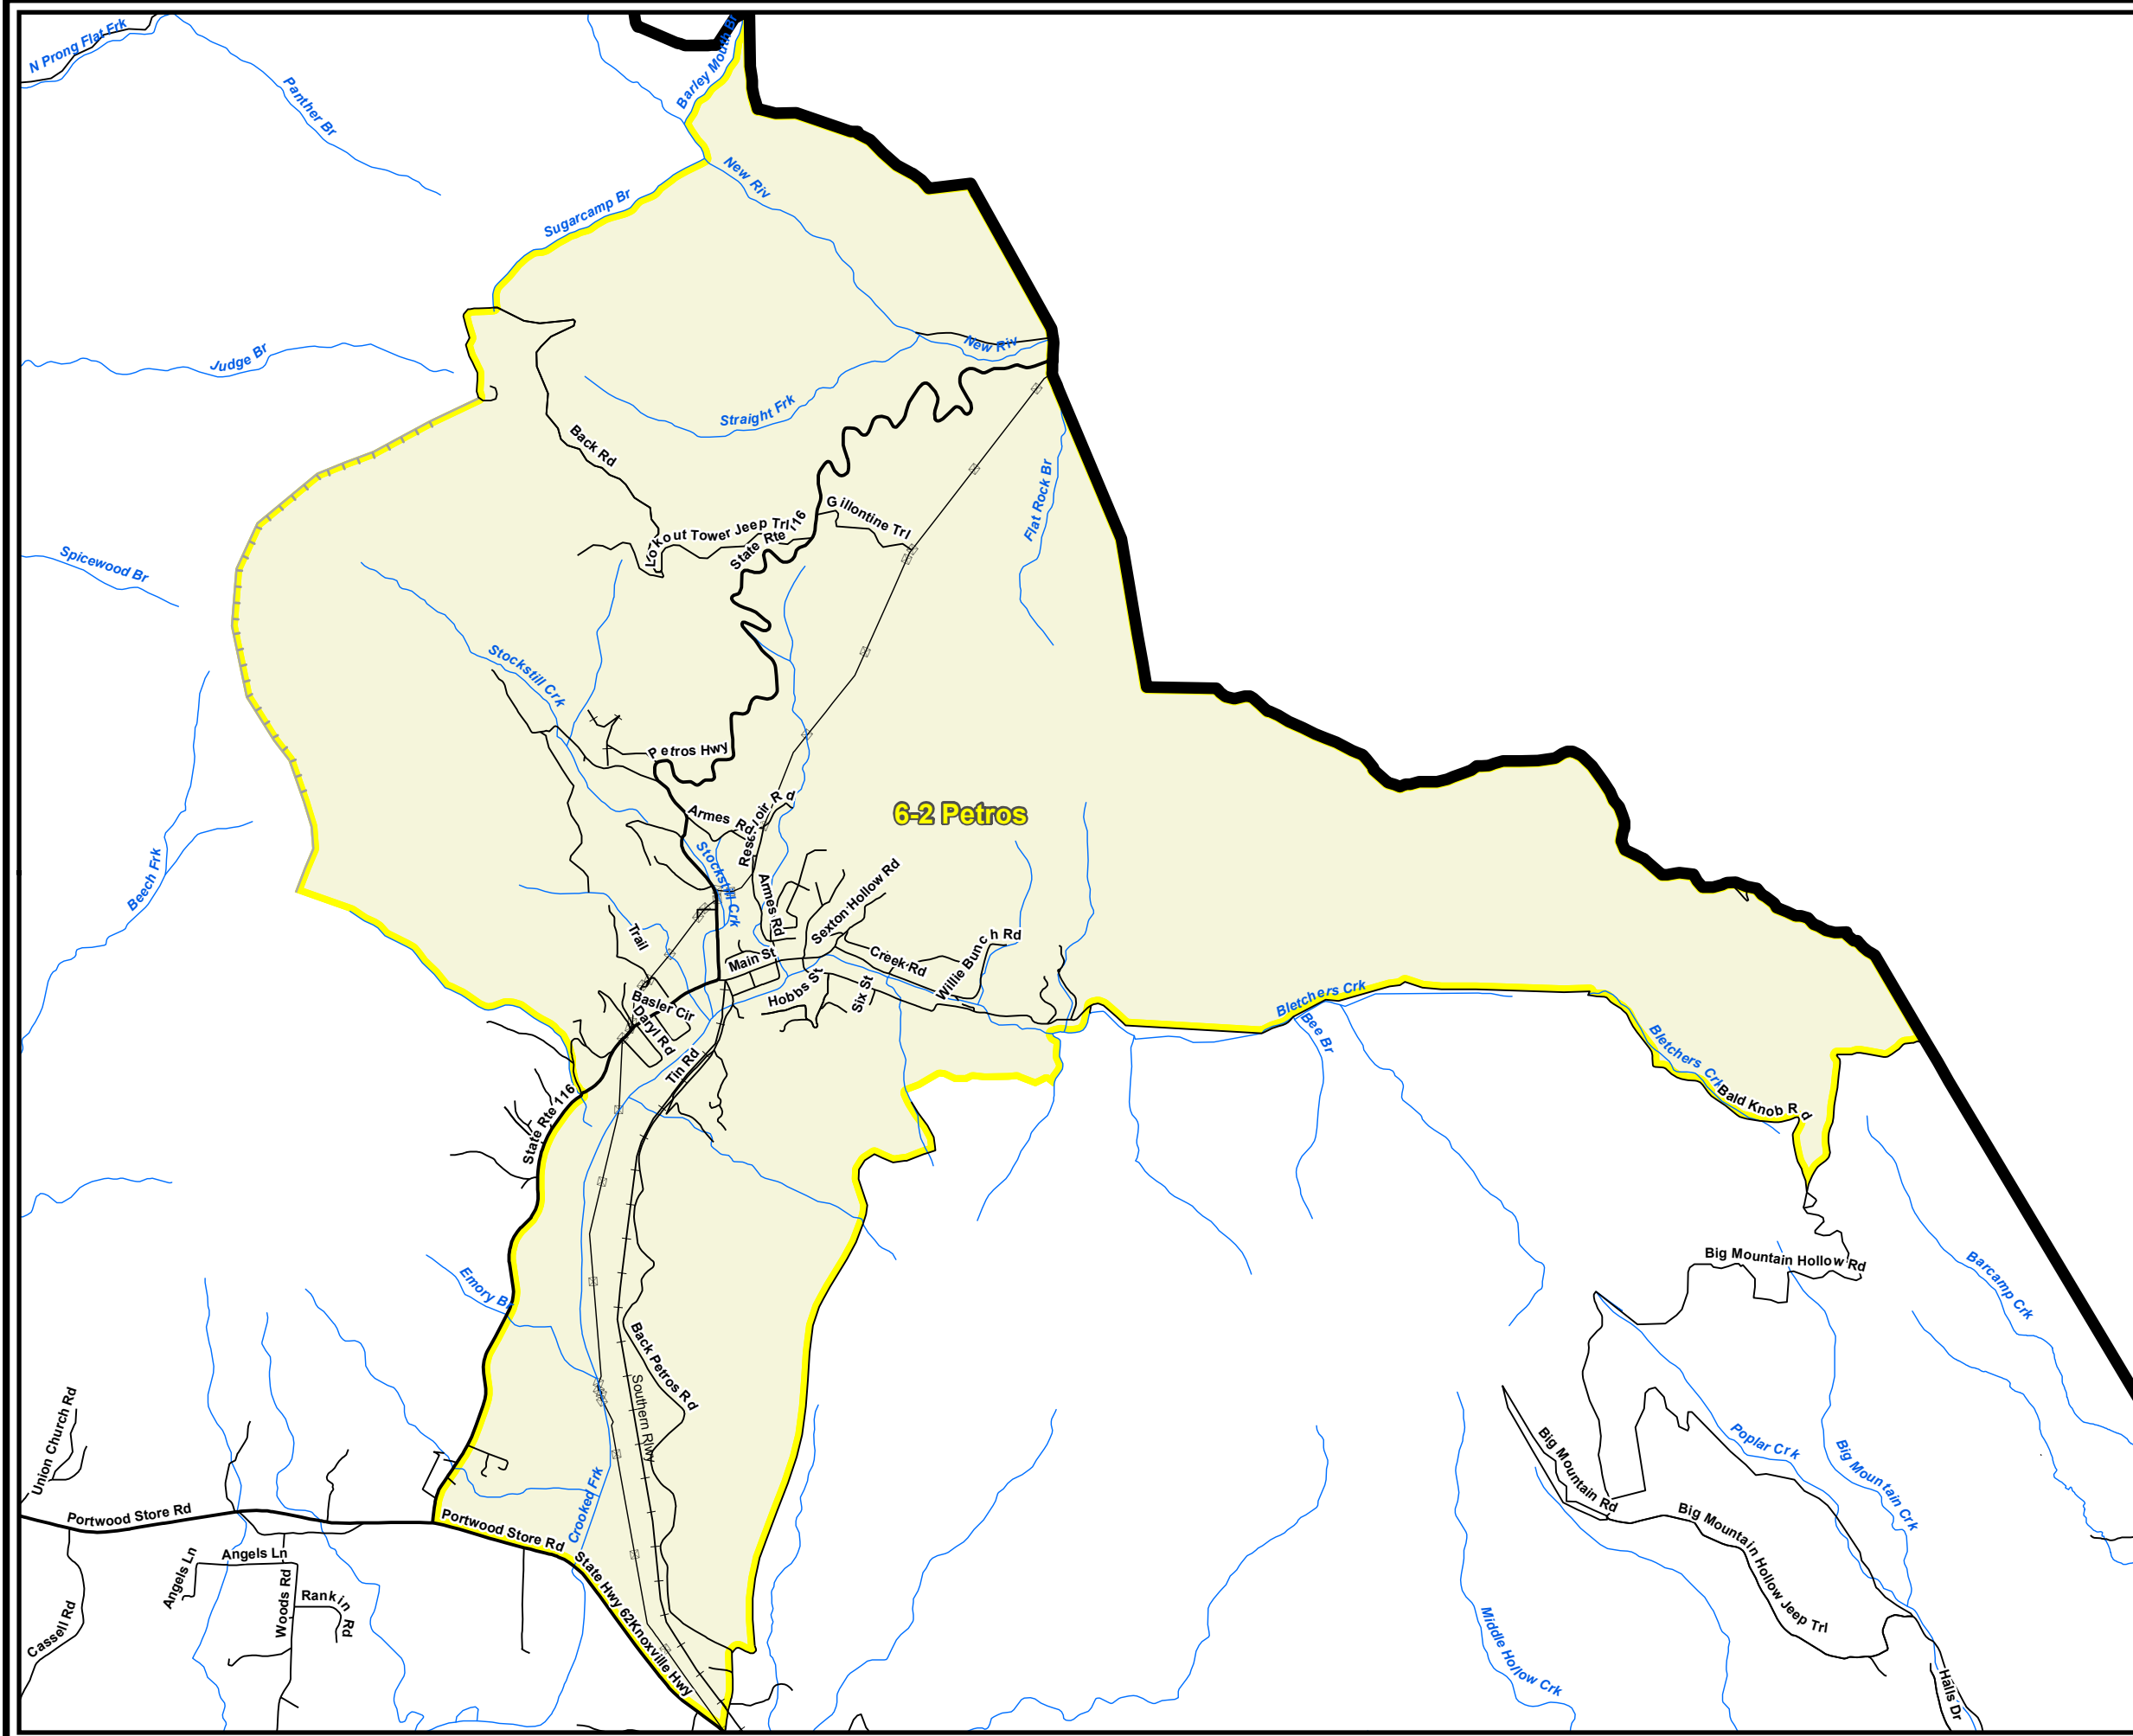 N Prong Flat Frk
Panther Br
Barley Mouth Br
New Riv
Sugarcamp Br
Judge Br
New Riv
Straight Frk
Back Rd
Flat Rock Br
Gillontine Trl
Lookout Tower Jeep Trl
State Rte 116
Spicewood Br
Stockstill Crk
Petros Hwy
Armes Rd
Reservoir Rd
6-2 Petros
Stockstill Crk
Beech Frk
Armes Rd
Sexton Hollow Rd
Trail
Main St
Creek Rd
Willie Bunch Rd
Hobbs St
Six St
Basler Cir
Daryl Rd
Tin Rd
Bletchers Crk
Bee Br
Bletchers Crk
Bald Knob Rd
State Rte 116
Big Mountain Hollow Rd
Barcamp Crk
Emory Br
Back Petros Rd
Southern Rlwy
Union Church Rd
Poplar Crk
Big Mountain Rd
Big Mountain Crk
Portwood Store Rd
Portwood Store Rd
Crooked Frk
Big Mountain Hollow Jeep Trl
Angels Ln
Angels Ln
Woods Rd
Rankin Rd
Cassell Rd
State Hwy 62
Knoxville Hwy
Middle Hollow Crk
Halls Dr